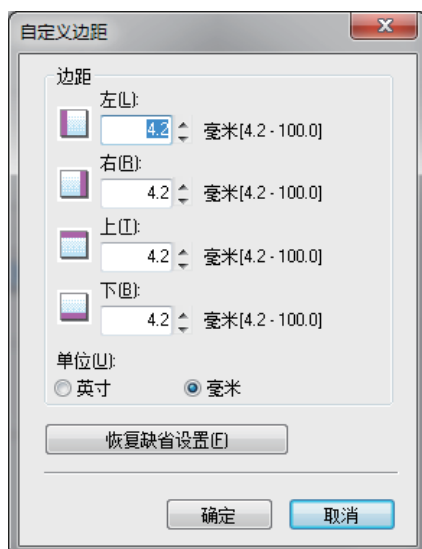 自定义边距
边距
左(L):
4.2 毫米[4.2 - 100.0]
右(R):
4.2 毫米[4.2 - 100.0]
上(T):
4.2 毫米[4.2 - 100.0]
下(B):
4.2 毫米[4.2 - 100.0]
单位(U):
英寸 毫米
恢复缺省设置(F)
确定 取消